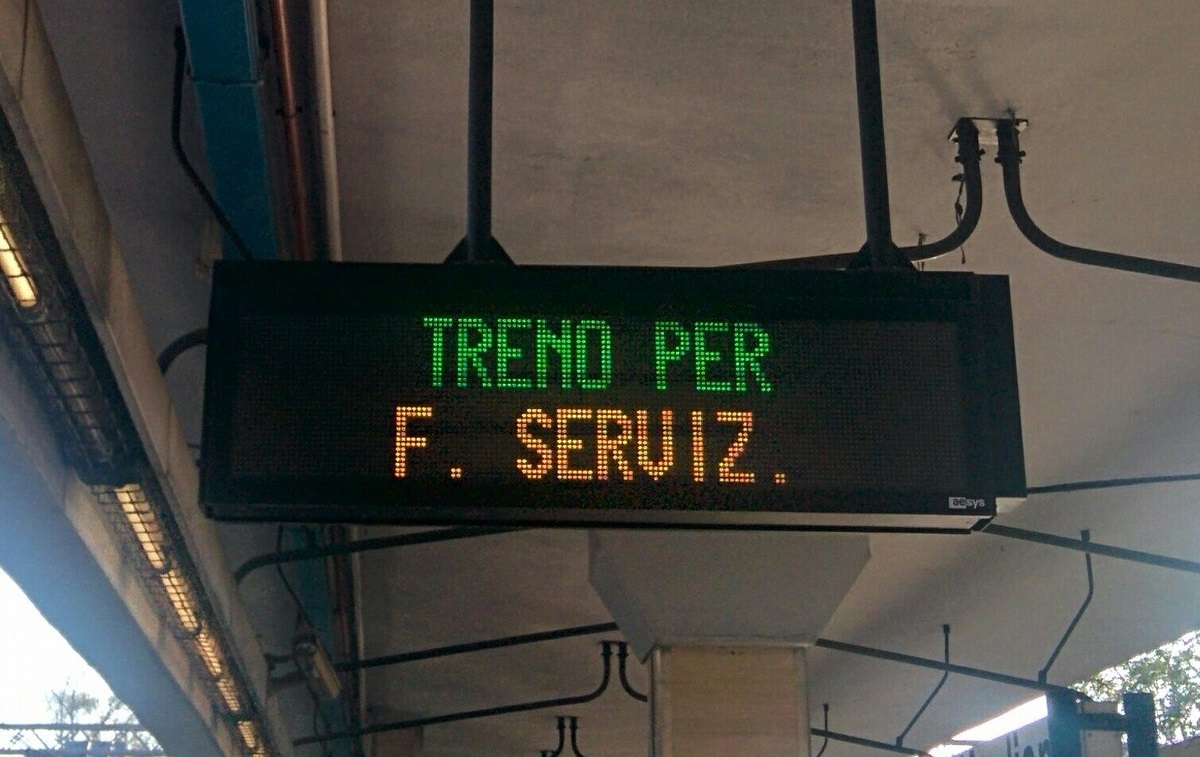 TRENO PER
F. SERVIZ.
aesys